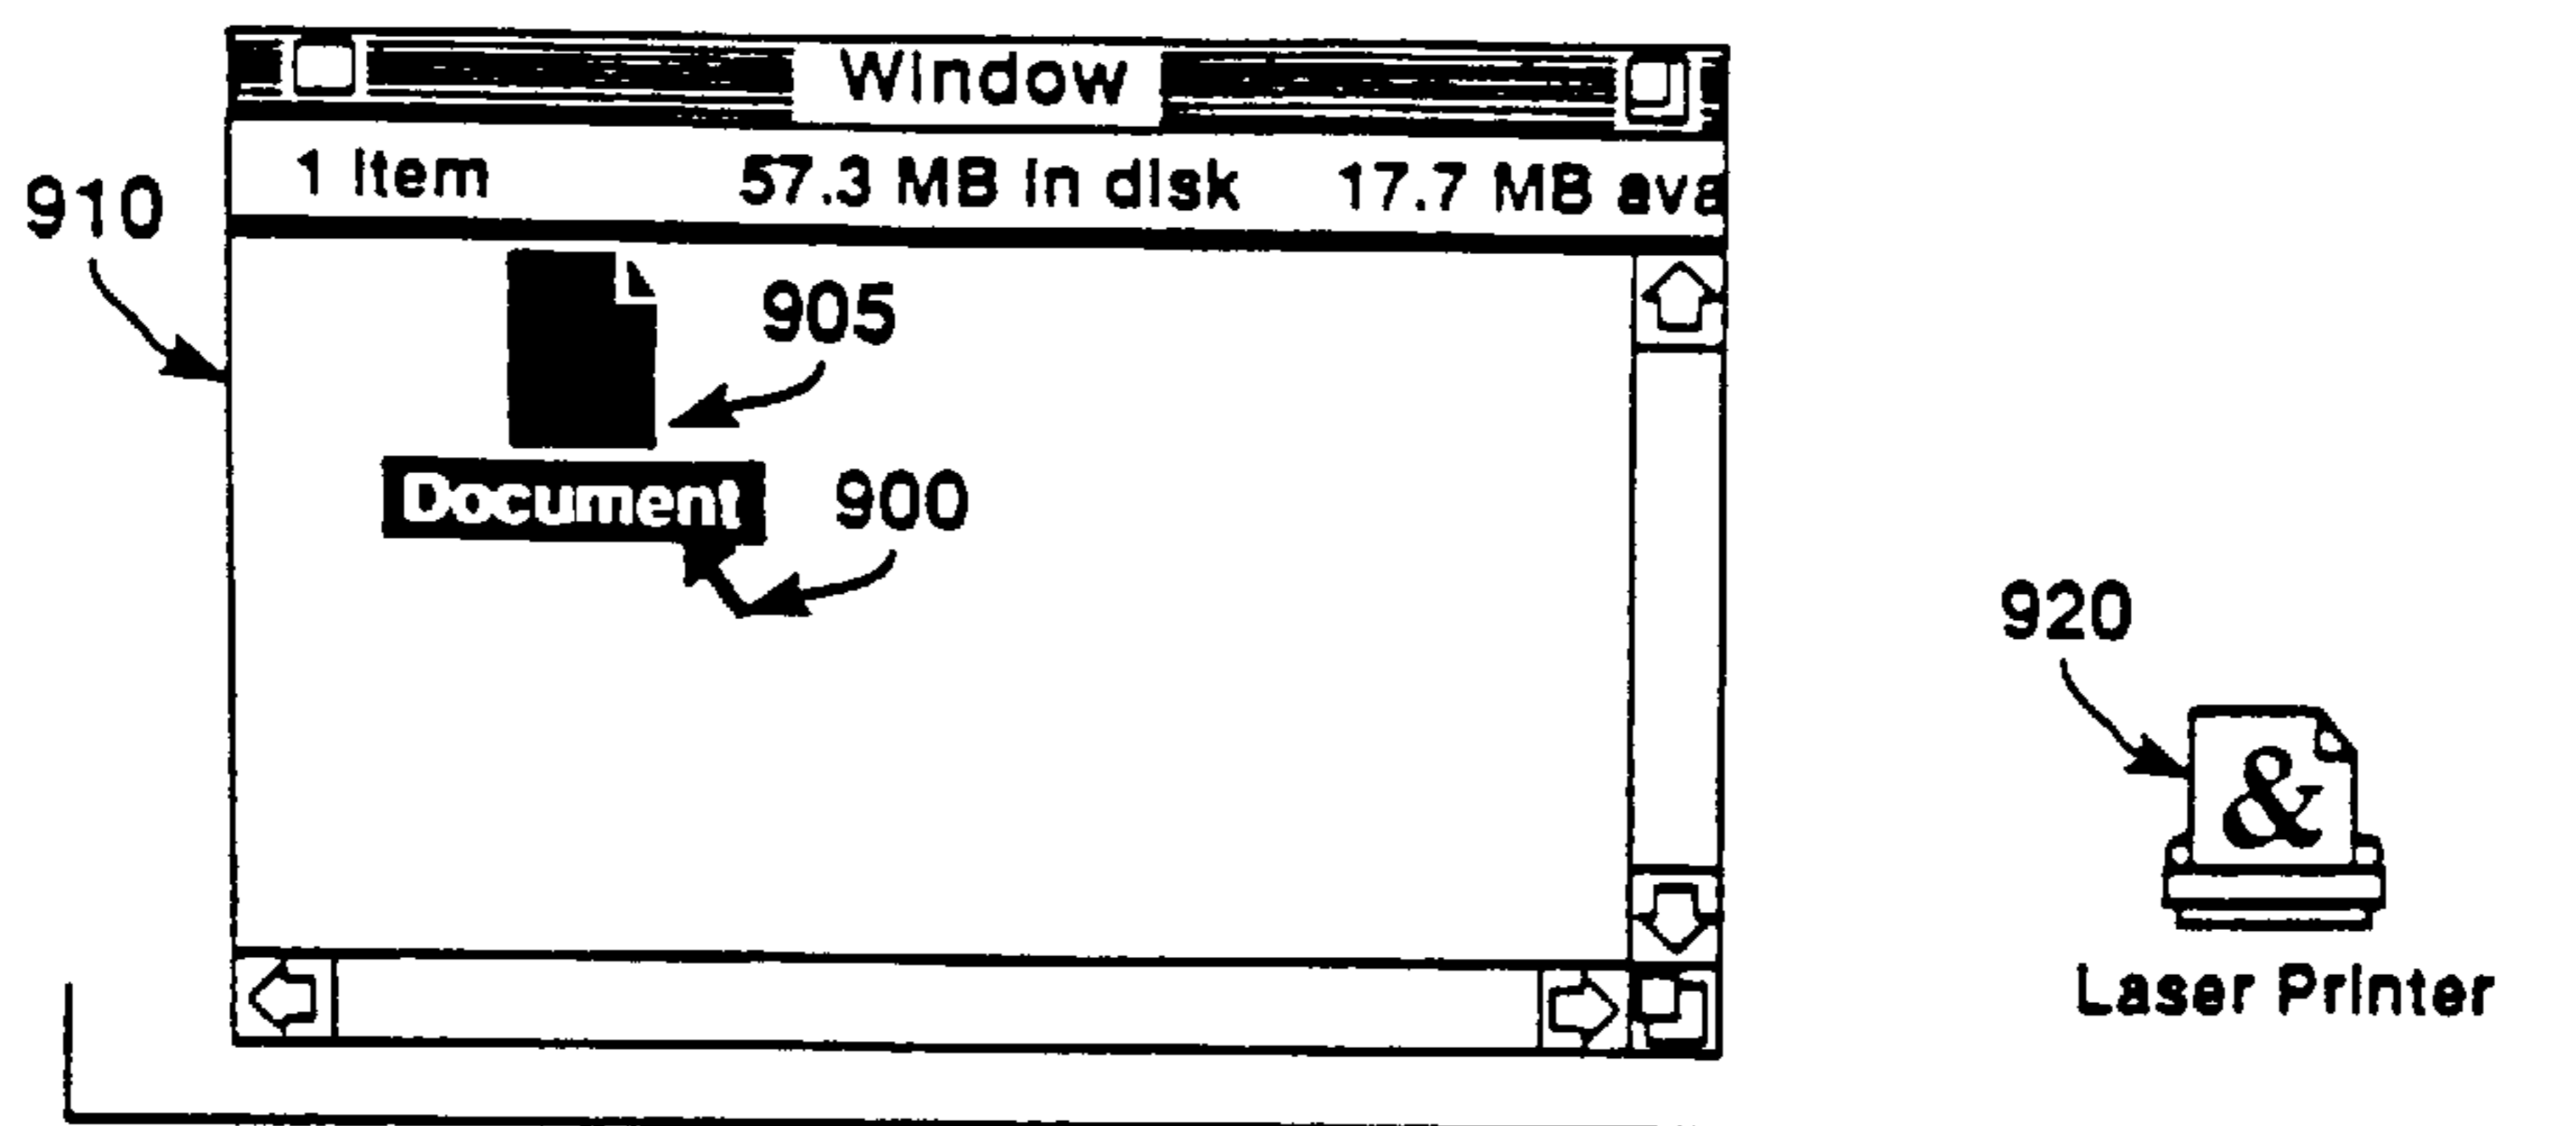 Window
1 item 57.3 MB in disk 17.7 MB ava
910
905
Document
900
920
&
Laser Printer